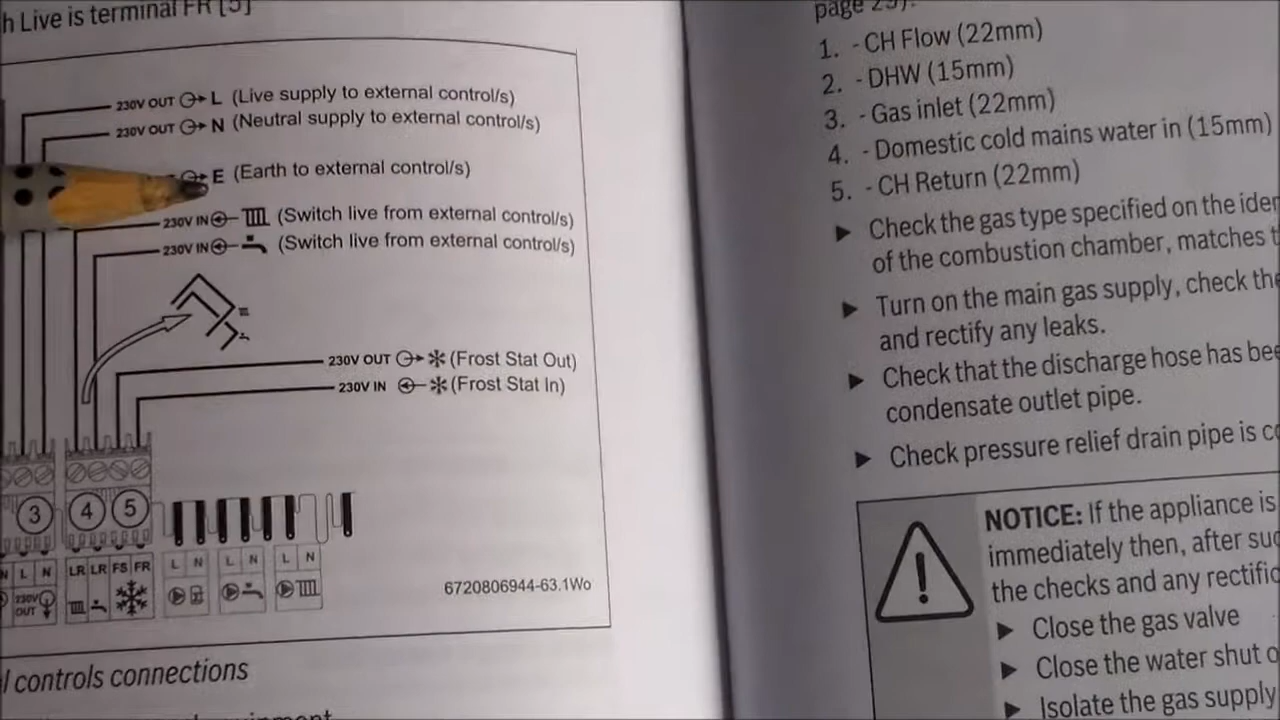 h Live is terminal FR [5]
230V OUT L (Live supply to external control/s)
230V OUT N (Neutral supply to external control/s)
E (Earth to external control/s)
230V IN (Switch live from external control/s)
230V IN (Switch live from external control/s)
230V OUT (Frost Stat Out)
230V IN (Frost Stat In)
3 4 5
N L N LR LR FS FR L N L N L N
230V
OUT
6720806944-63.1Wo
l controls connections
page 25).
1. - CH Flow (22mm)
2. - DHW (15mm)
3. - Gas inlet (22mm)
4. - Domestic cold mains water in (15mm)
5. - CH Return (22mm)
► Check the gas type specified on the iden
of the combustion chamber, matches t
► Turn on the main gas supply, check the
and rectify any leaks.
► Check that the discharge hose has bee
condensate outlet pipe.
► Check pressure relief drain pipe is co
NOTICE: If the appliance is
immediately then, after suc
the checks and any rectific
► Close the gas valve
► Close the water shut o
► Isolate the gas supply